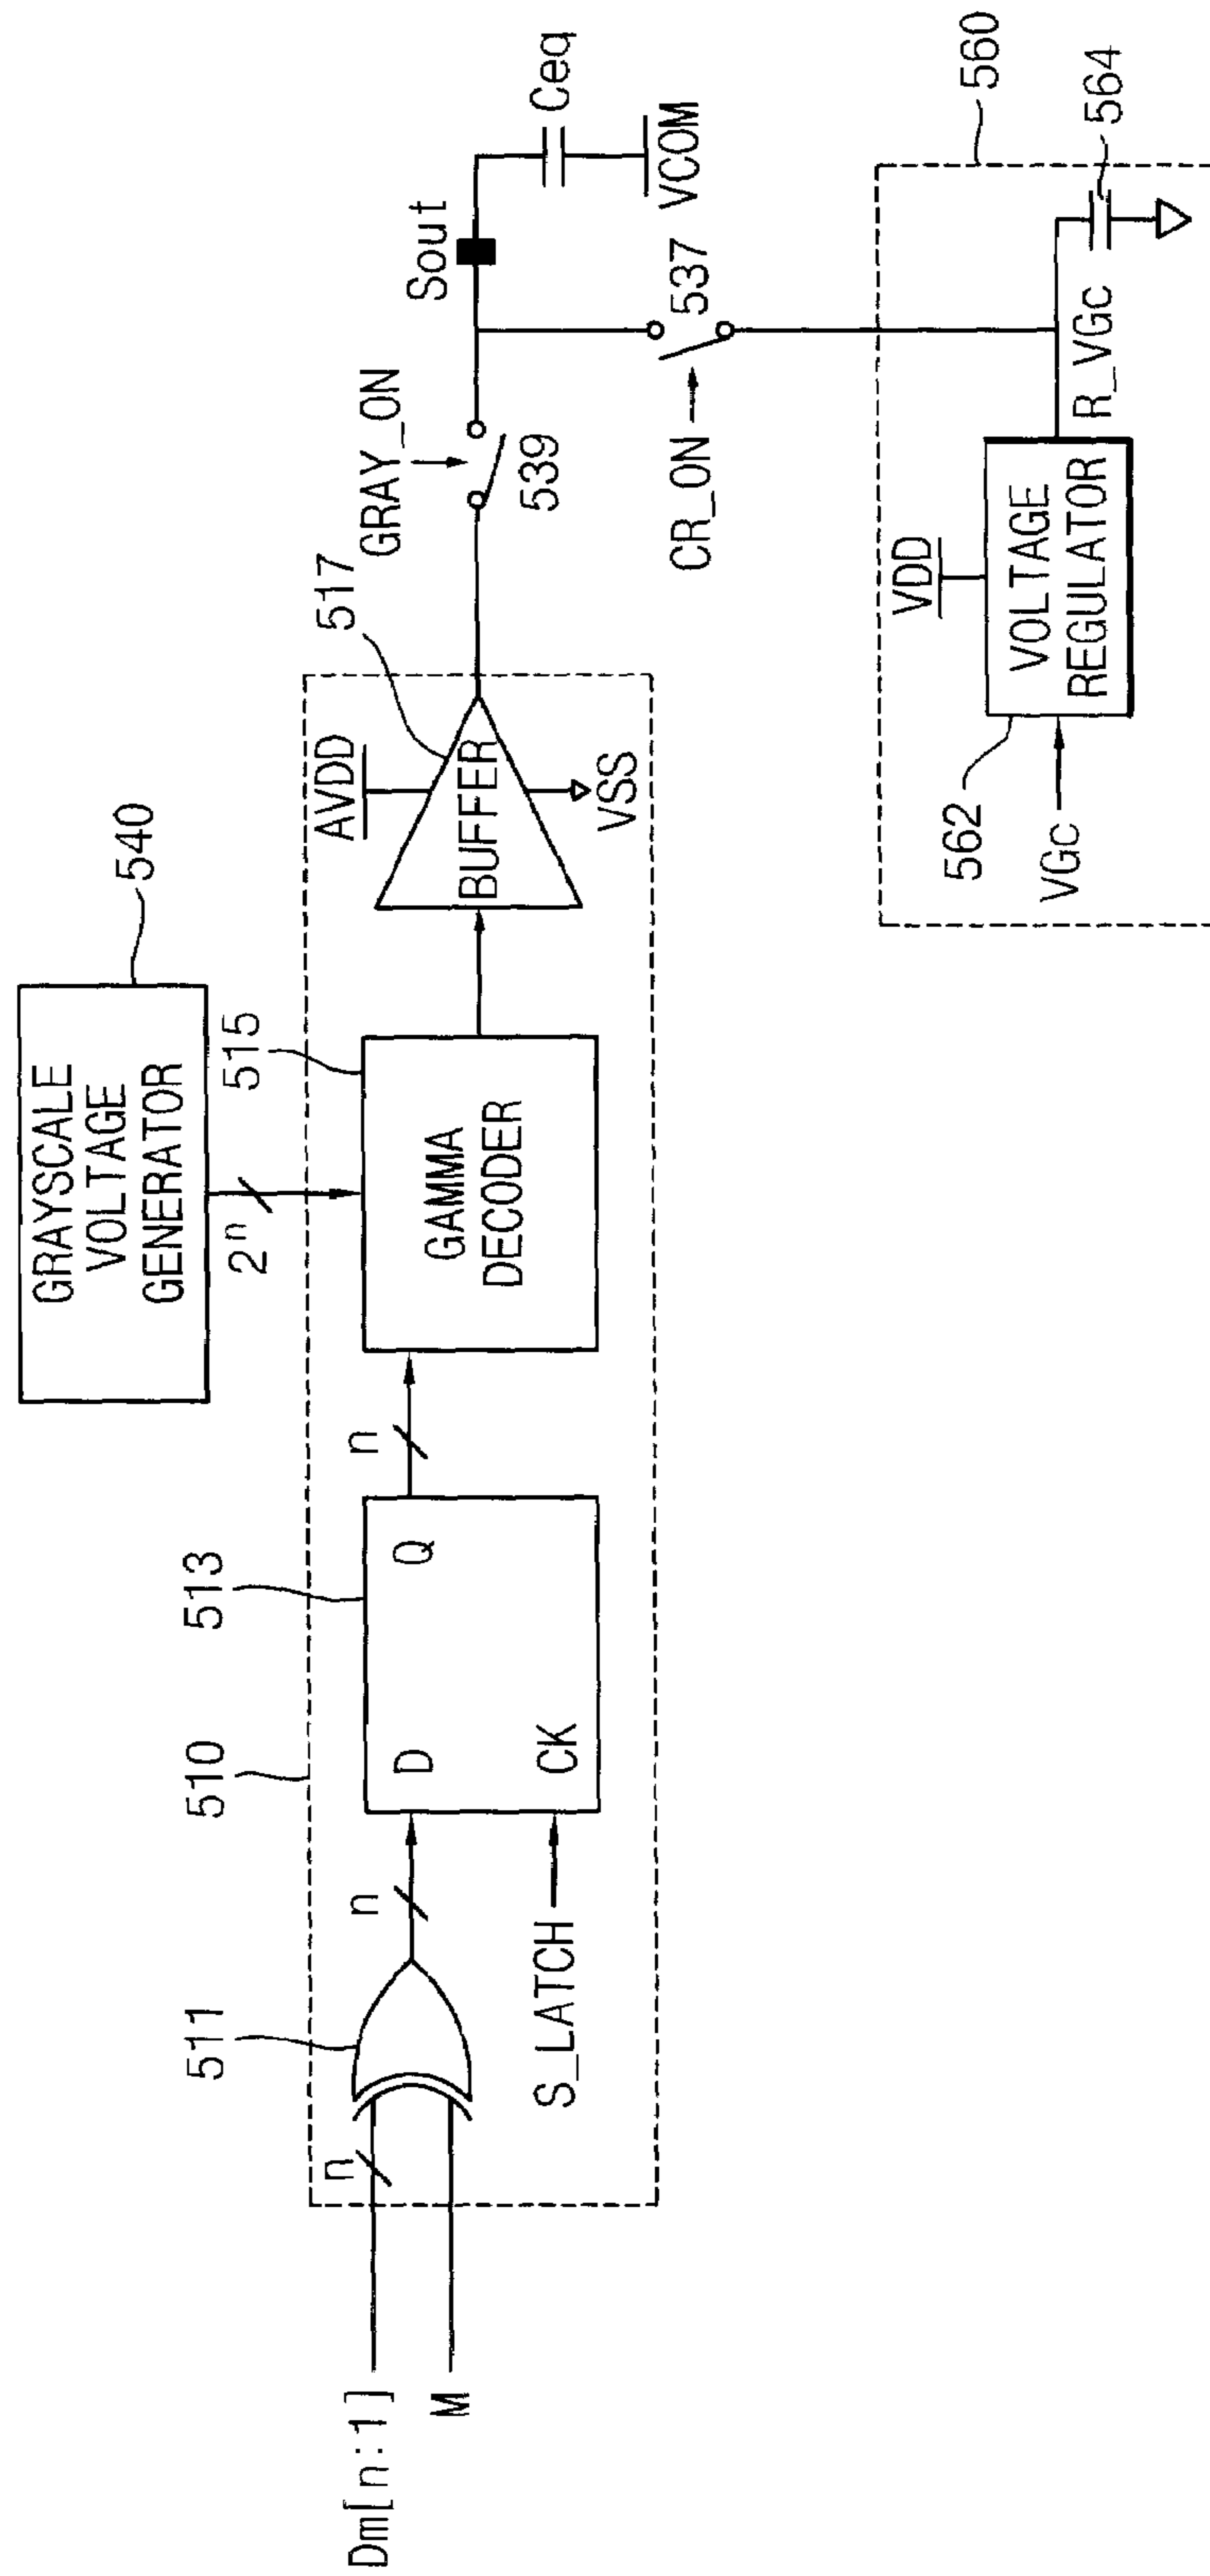 GRAYSCALE
VOLTAGE
GENERATOR
540
2ⁿ
510
511
513
515
517
Dm[n:1]
M
n
n
D
Q
CK
S_LATCH
n
GAMMA
DECODER
AVDD
BUFFER
VSS
GRAY_ON
539
Sout
Ceq
VCOM
CR_ON
537
560
562
VGc
VDD
VOLTAGE
REGULATOR
R_VGc
564